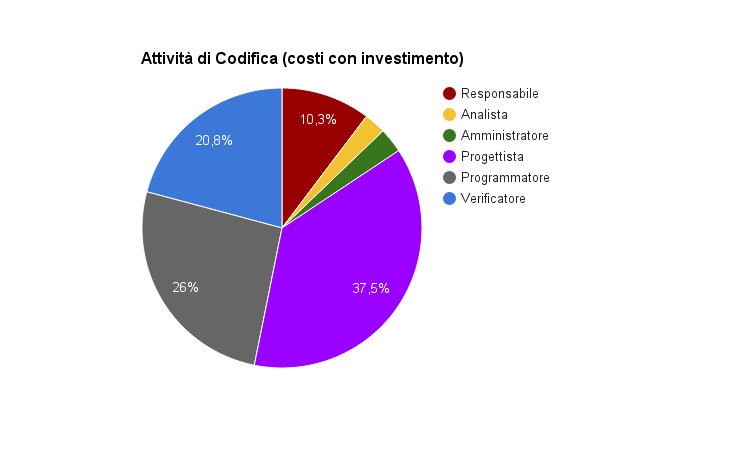 Attività di Codifica (costi con investimento)
Responsabile
Analista
Amministratore
Progettista
Programmatore
Verificatore
10,3%
20,8%
26%
37,5%